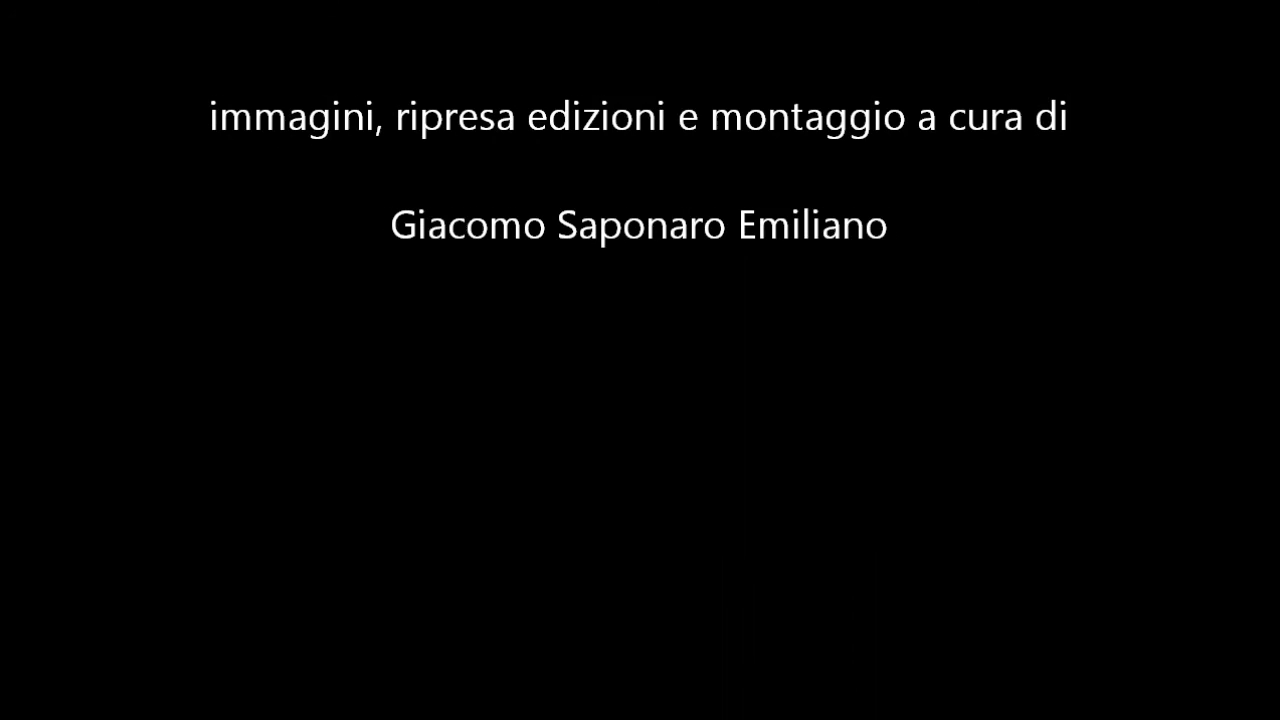 immagini, ripresa edizioni e montaggio a cura di
Giacomo Saponaro Emiliano